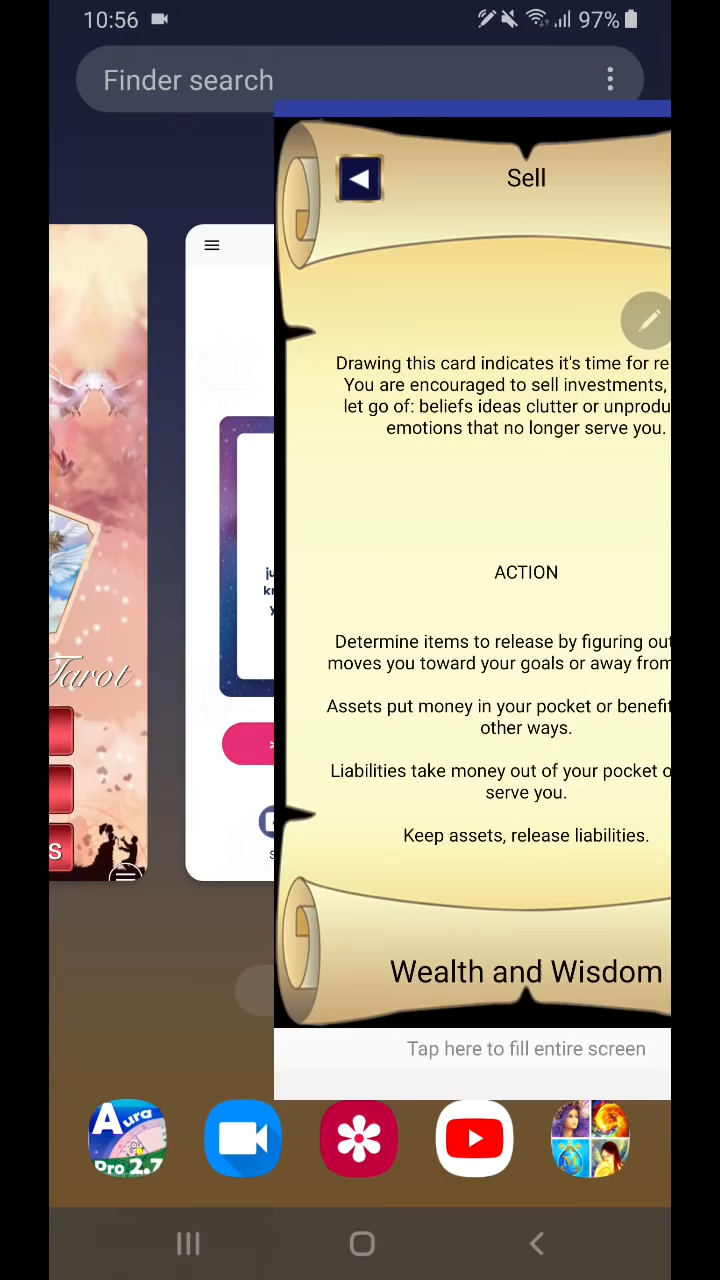 10:56
97%
Finder search
Sell
Drawing this card indicates it's time for re
You are encouraged to sell investments,
let go of: beliefs ideas clutter or unprodu
emotions that no longer serve you.
ju
ACTION
Determine items to release by figuring out
moves you toward your goals or away from
Assets put money in your pocket or benefit
other ways.
Tarot
Liabilities take money out of your pocket o
serve you.
Keep assets, release liabilities.
S
Wealth and Wisdom
Tap here to fill entire screen
Aura
Pro 2.7